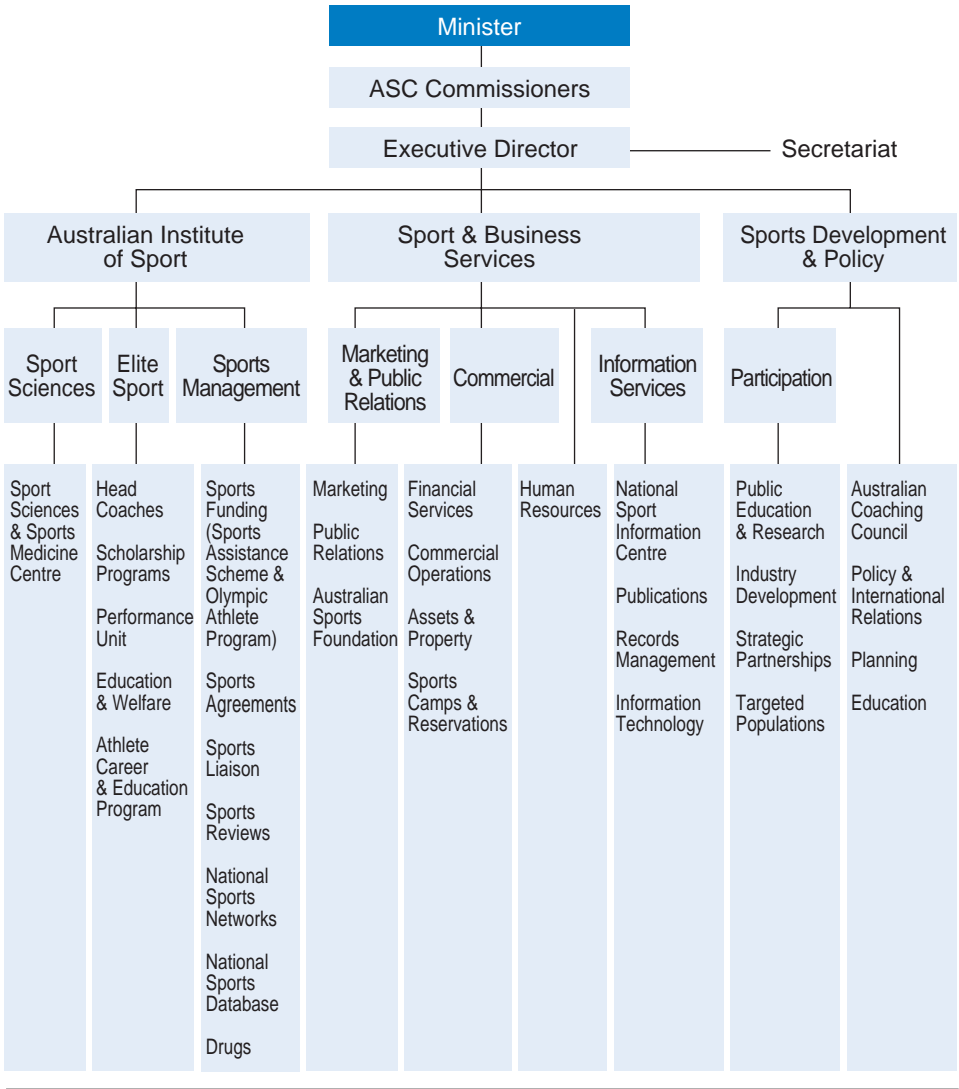 Minister
ASC Commissioners
Executive Director
Secretariat
Australian Institute
of Sport
Sport & Business
Services
Sports Development
& Policy
Sport
Sciences
Elite
Sport
Sports
Management
Marketing
& Public
Relations
Commercial
Information
Services
Participation
Sport
Sciences
& Sports
Medicine
Centre
Head
Coaches
Scholarship
Programs
Performance
Unit
Education
& Welfare
Athlete
Career
& Education
Program
Sports
Funding
(Sports
Assistance
Scheme &
Olympic
Athlete
Program)
Sports
Agreements
Sports
Liaison
Sports
Reviews
National
Sports
Networks
National
Sports
Database
Drugs
Marketing
Public
Relations
Australian
Sports
Foundation
Financial
Services
Commercial
Operations
Assets &
Property
Sports
Camps &
Reservations
Human
Resources
National
Sport
Information
Centre
Publications
Records
Management
Information
Technology
Public
Education
& Research
Industry
Development
Strategic
Partnerships
Targeted
Populations
Australian
Coaching
Council
Policy &
International
Relations
Planning
Education